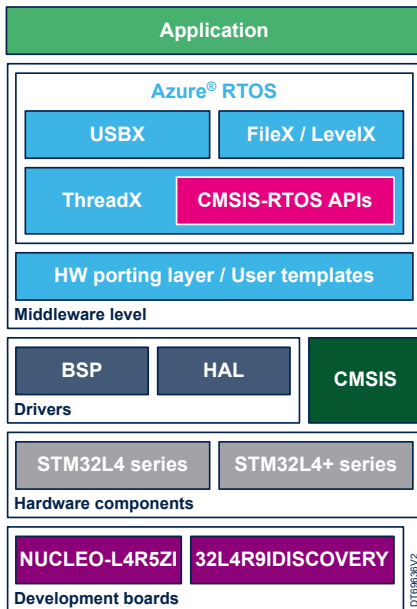 Application
Azure® RTOS
USBX
FileX / LevelX
ThreadX
CMSIS-RTOS APIs
HW porting layer / User templates
Middleware level
BSP
HAL
CMSIS
Drivers
STM32L4 series
STM32L4+ series
Hardware components
NUCLEO-L4R5ZI
32L4R9IDISCOVERY
Development boards
DT69636V2